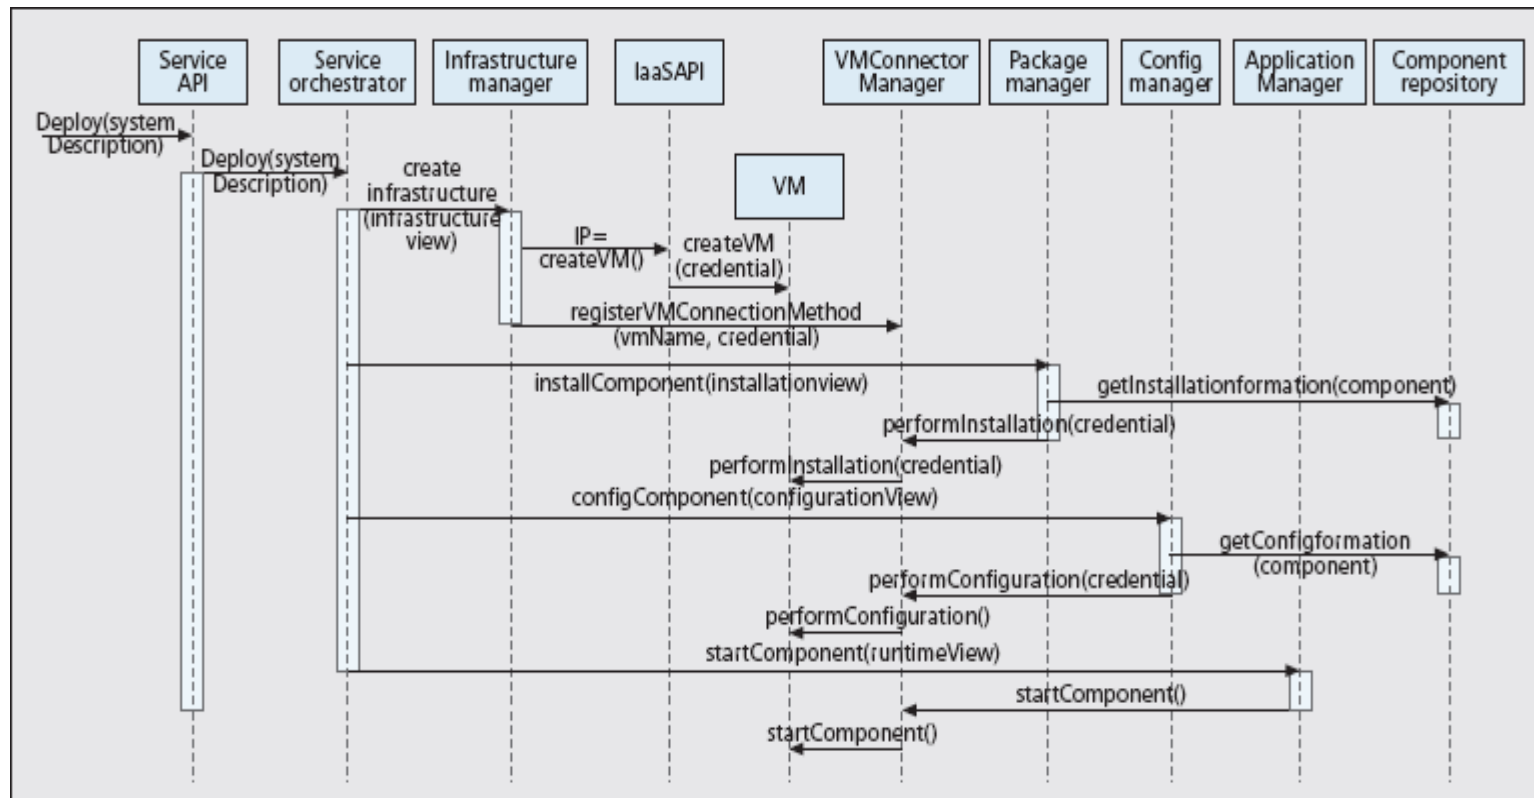 Service
API
Service
orchestrator
Infrastructure
manager
IaaSAPI
VMConnector
Manager
Package
manager
Config
manager
Application
Manager
Component
repository
Deploy(system
Description)
Deploy(system
Description)
create
infrastructure
(infrastructure
view)
VM
IP=
createVM()
createVM
(credential)
registerVMConnectionMethod
(vmName, credential)
installComponent(installationview)
getInstallationformation(component)
performInstallation(credential)
performInstallation(credential)
configComponent(configurationView)
getConfigformation
(component)
performConfiguration(credential)
performConfiguration()
startComponent(runtimeView)
startComponent()
startComponent()